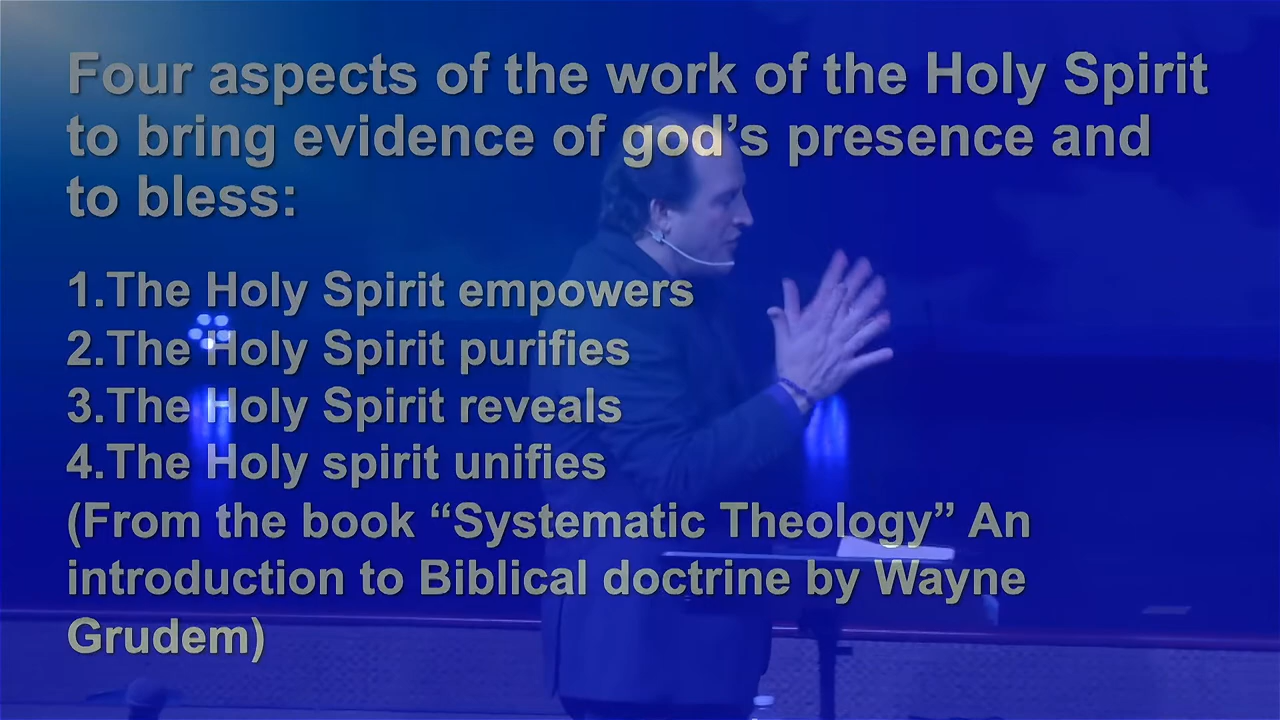 Four aspects of the work of the Holy Spirit
to bring evidence of god’s presence and
to bless:
1.The Holy Spirit empowers
2.The Holy Spirit purifies
3.The Holy Spirit reveals
4.The Holy spirit unifies
(From the book “Systematic Theology” An
introduction to Biblical doctrine by Wayne
Grudem)